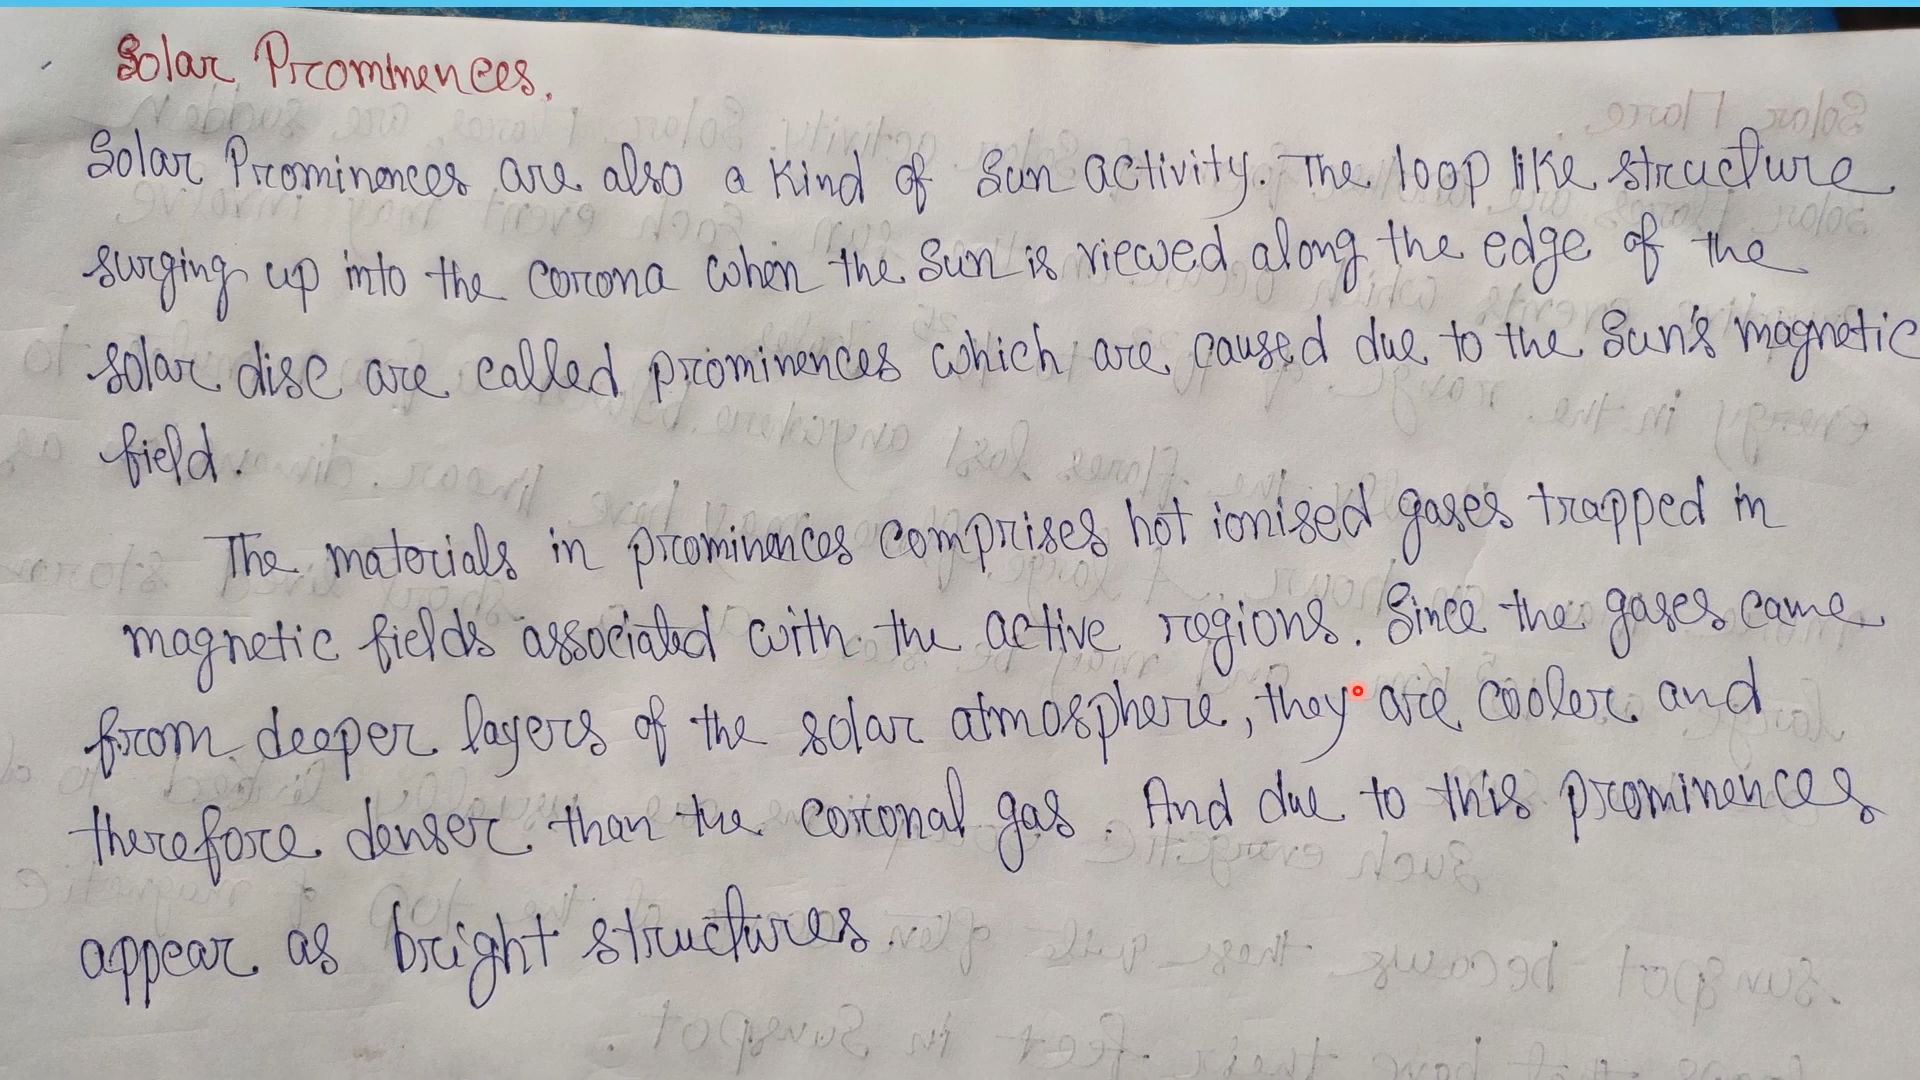 Solar Prominences.
Solar Prominences are also a kind of Sun activity. The loop like structure
surging up into the corona when the Sun is viewed along the edge of the
solar disc are called prominences which are caused due to the Sun's magnetic
field.
The materials in prominences comprises hot ionised gases trapped in
magnetic fields associated with the active regions. Since the gases came
from deeper layers of the solar atmosphere, they are cooler and
therefore denser than the coronal gas. And due to this prominences
appear as bright structures